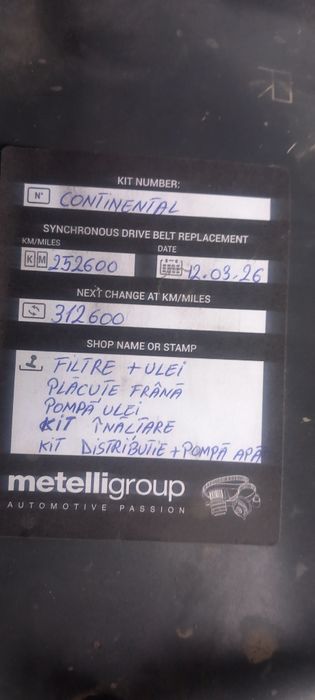 KIT NUMBER:
N° CONTINENTAL
SYNCHRONOUS DRIVE BELT REPLACEMENT
KM/MILES DATE
KM 252600 12.03.26
NEXT CHANGE AT KM/MILES
312600
SHOP NAME OR STAMP
FILTRE + ULEI
PLĂCUTE FRÂNĂ
POMPĂ ULEI
KIT ÎNĂLȚARE
KIT DISTRIBUTIE + POMPĂ APĂ
metelligroup
AUTOMOTIVE PASSION